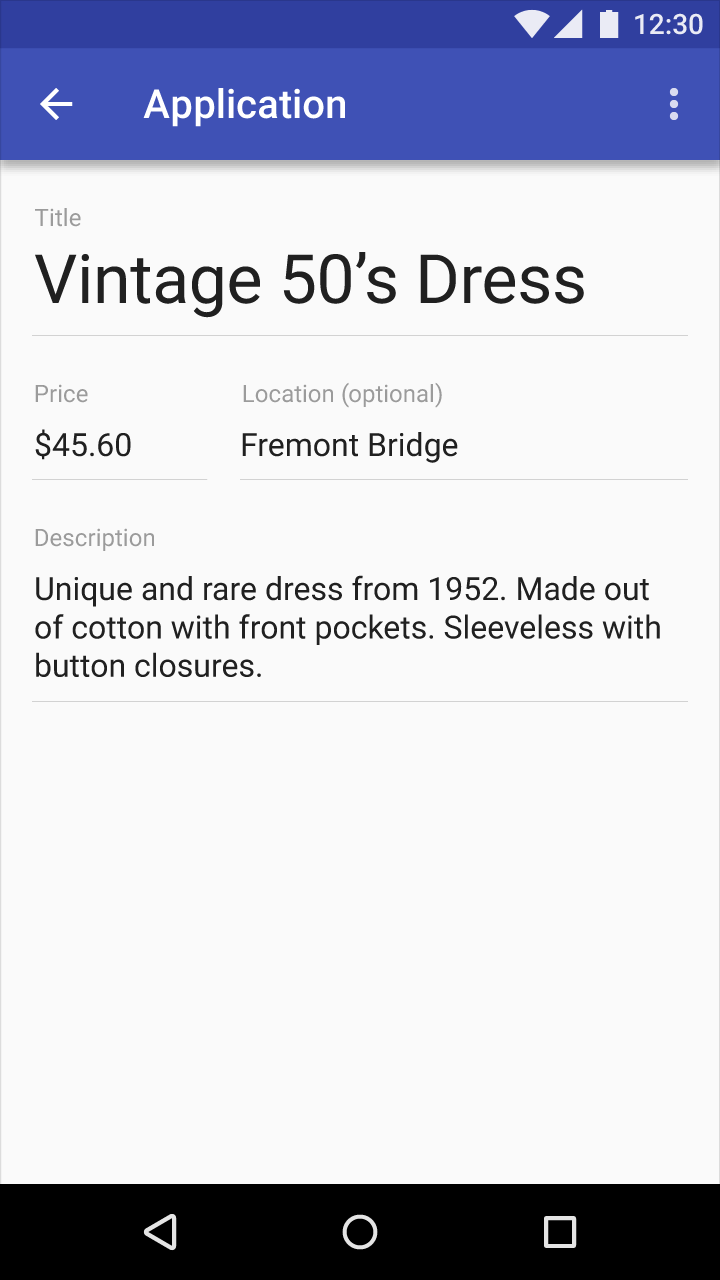 12:30
Application
Title
Vintage 50’s Dress
Price
Location (optional)
$45.60
Fremont Bridge
Description
Unique and rare dress from 1952. Made out
of cotton with front pockets. Sleeveless with
button closures.